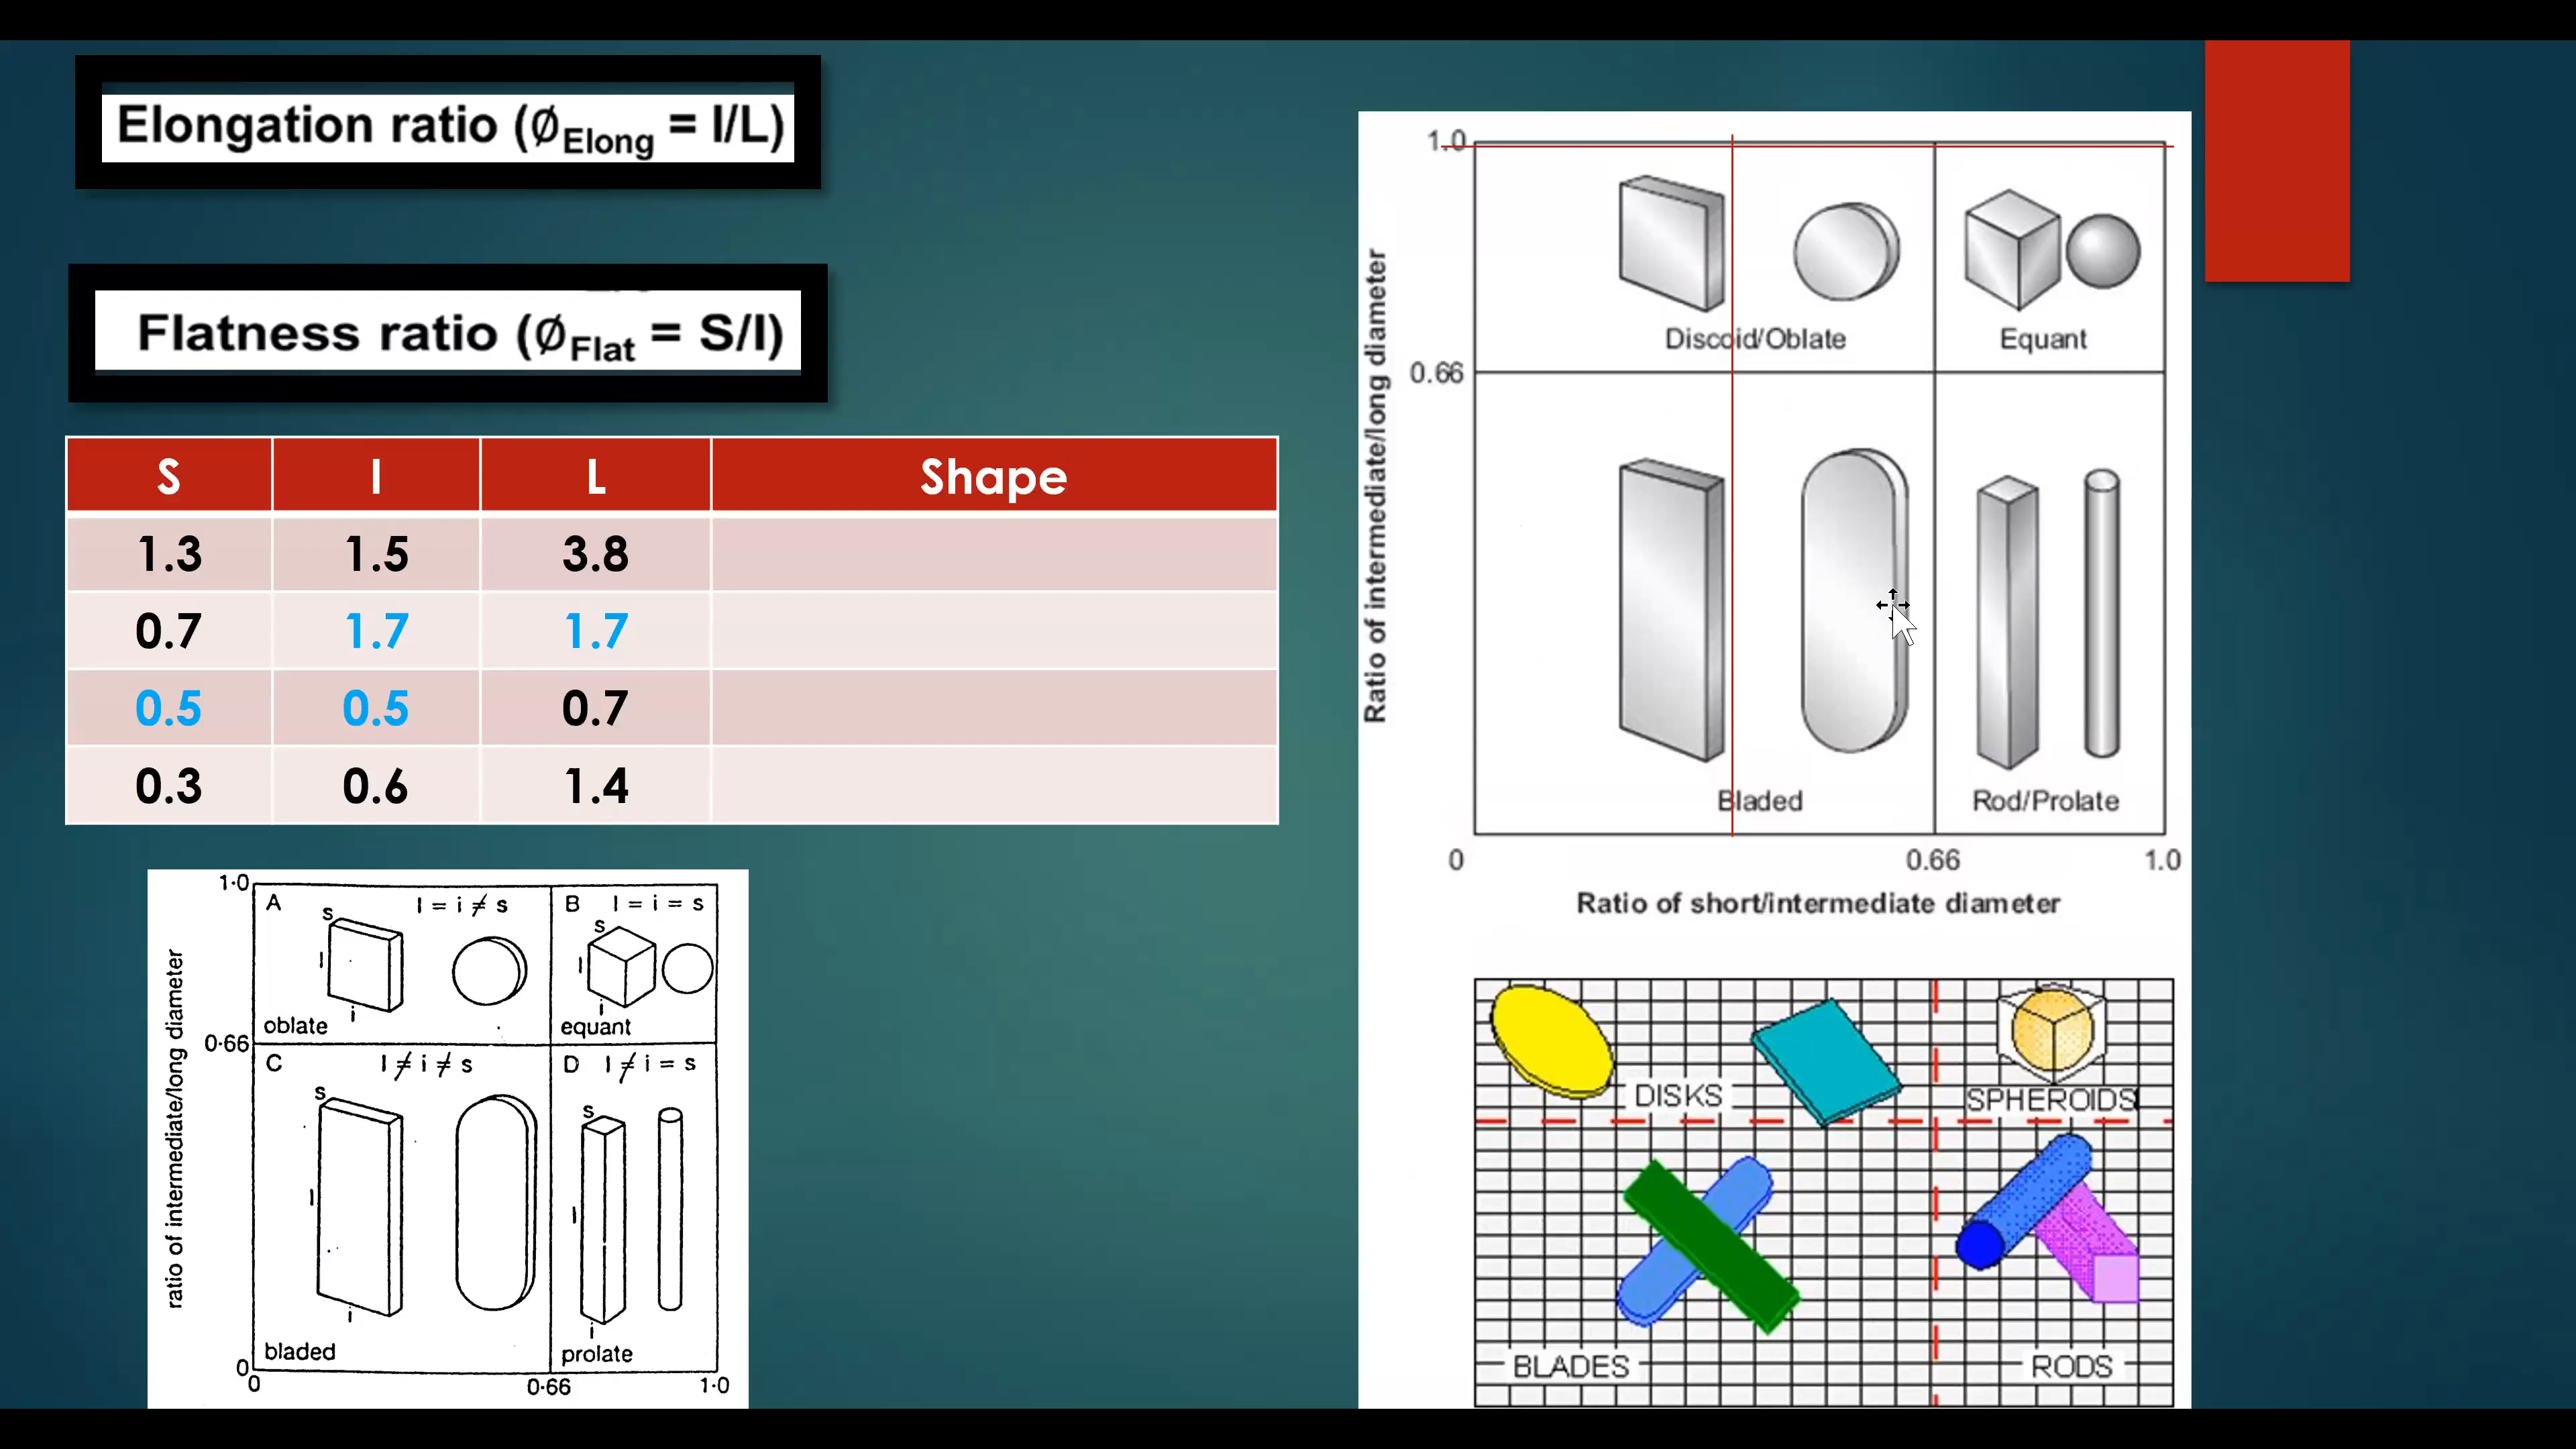 Elongation ratio (∅Elong = I/L)
Flatness ratio (∅Flat = S/I)
S I L Shape
1.3 1.5 3.8
0.7 1.7 1.7
0.5 0.5 0.7
0.3 0.6 1.4
1·0
A l = i ≠ s B l = i = s
s s
l l
i i
oblate equant
0·66
C l ≠ i ≠ s D l ≠ i = s
s s
l l
i i
bladed prolate
0
0 0·66 1·0
ratio of intermediate/long diameter
1.0
Discoid/Oblate Equant
0.66
Bladed Rod/Prolate
0 0.66 1.0
Ratio of intermediate/long diameter
Ratio of short/intermediate diameter
DISKS SPHEROIDS
BLADES RODS